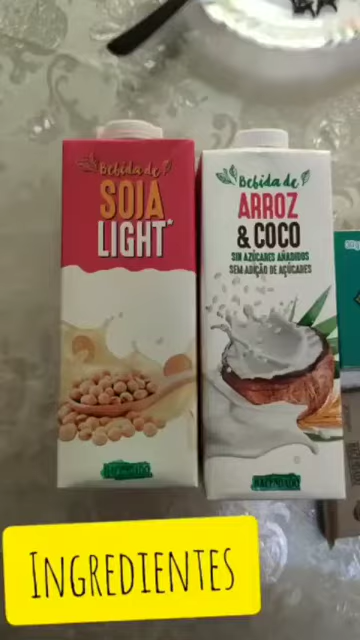 Bebida de
SOJA
LIGHT*
HACENDADO
Bebida de
ARROZ
& COCO
SIN AZÚCARES AÑADIDOS
SEM ADIÇÃO DE AÇÚCARES
HACENDADO
INGREDIENTES